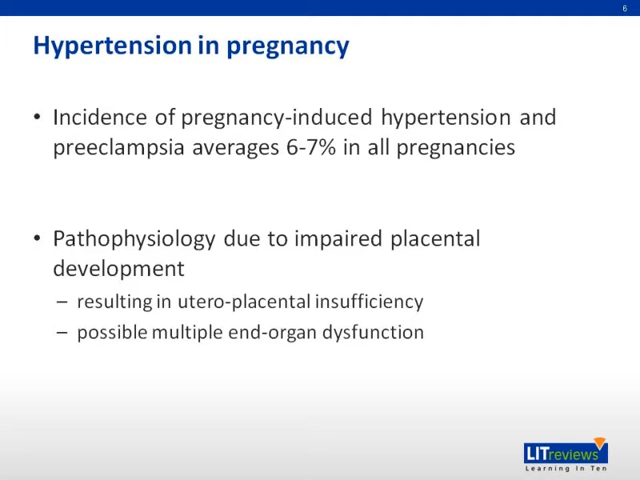 6
Hypertension in pregnancy
• Incidence of pregnancy-induced hypertension and
preeclampsia averages 6-7% in all pregnancies
• Pathophysiology due to impaired placental
development
– resulting in utero-placental insufficiency
– possible multiple end-organ dysfunction
LITreviews
Learning In Ten